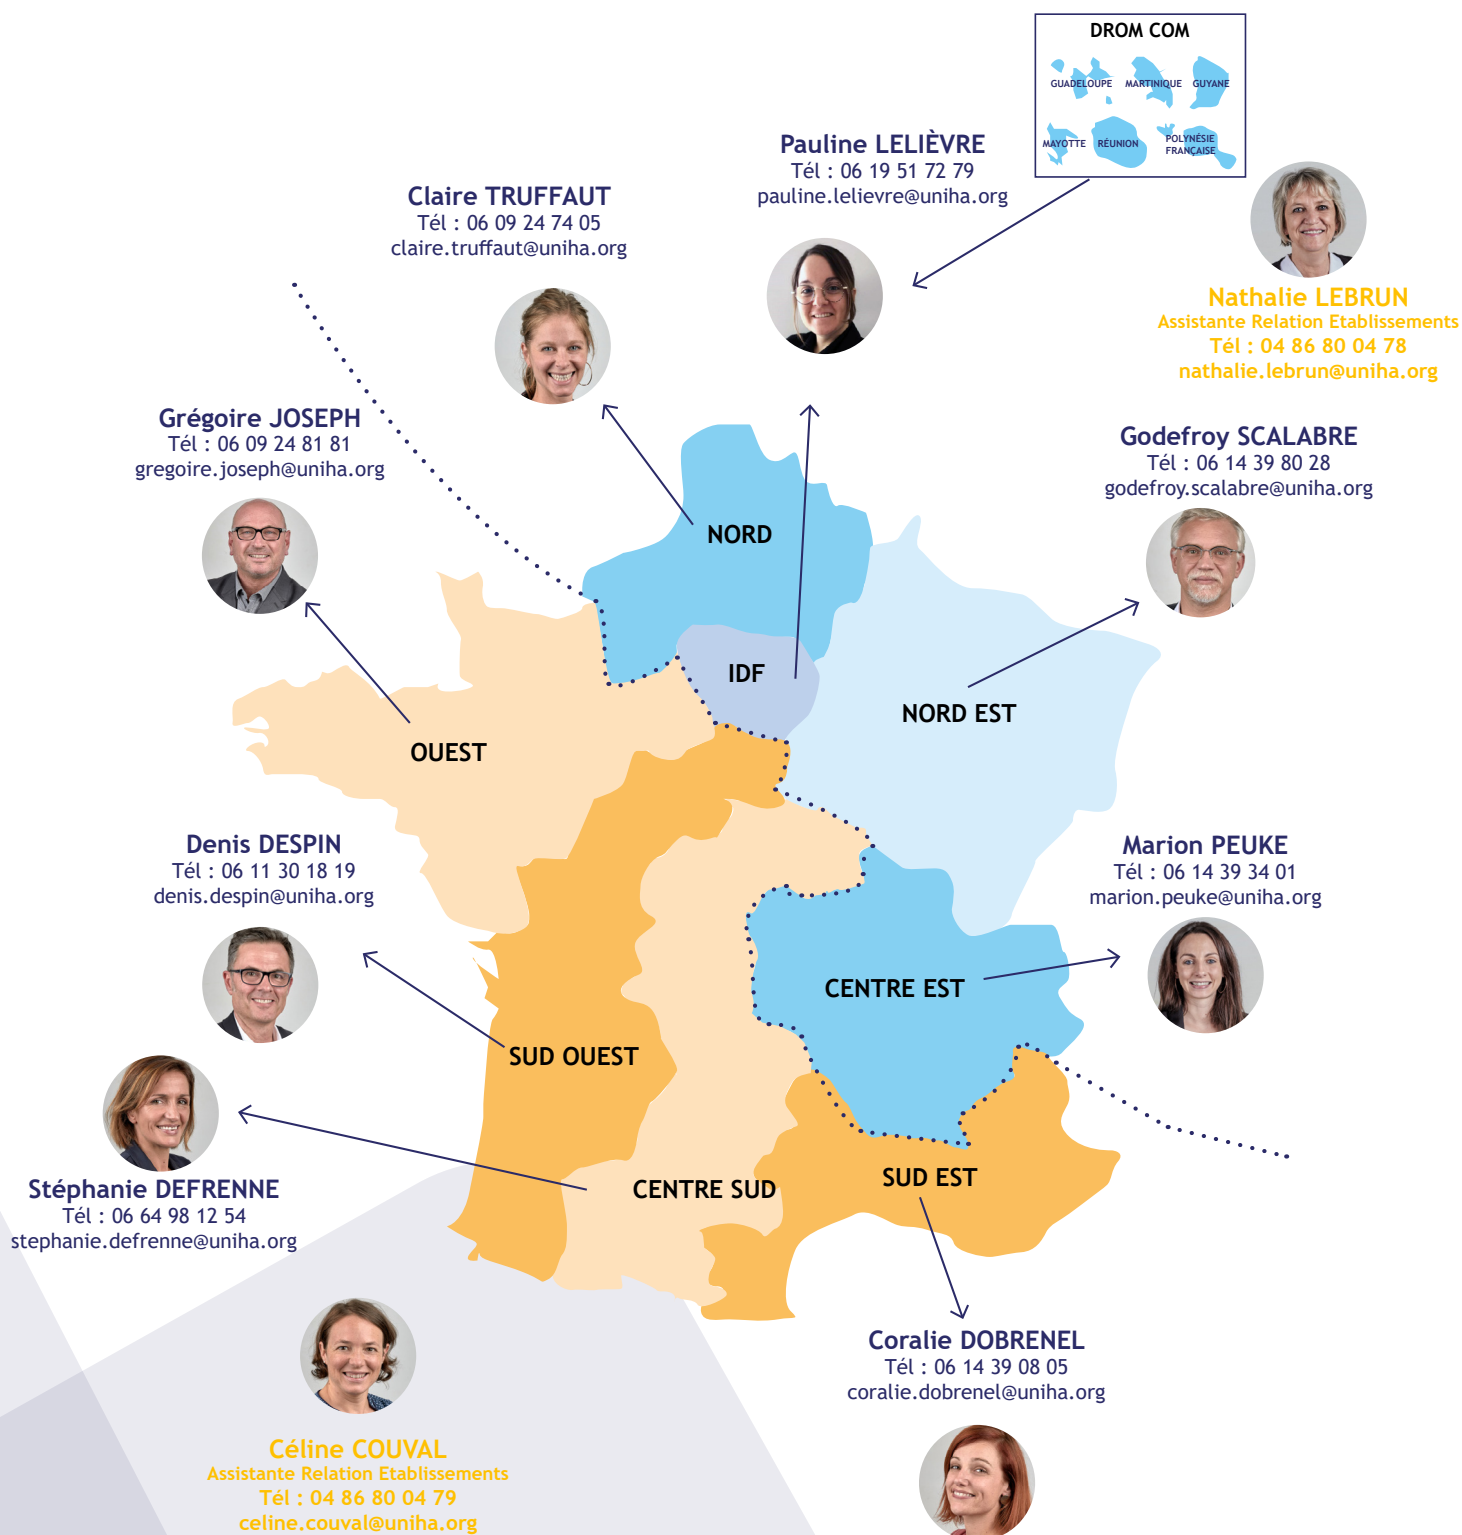 DROM COM
GUADELOUPE
MARTINIQUE
GUYANE
MAYOTTE
RÉUNION
POLYNÉSIE
FRANÇAISE
Pauline LELIÈVRE
Tél : 06 19 51 72 79
pauline.lelievre@uniha.org
Claire TRUFFAUT
Tél : 06 09 24 74 05
claire.truffaut@uniha.org
Nathalie LEBRUN
Assistante Relation Etablissements
Tél : 04 86 80 04 78
nathalie.lebrun@uniha.org
Grégoire JOSEPH
Tél : 06 09 24 81 81
gregoire.joseph@uniha.org
Godefroy SCALABRE
Tél : 06 14 39 80 28
godefroy.scalabre@uniha.org
NORD
IDF
NORD EST
OUEST
Denis DESPIN
Tél : 06 11 30 18 19
denis.despin@uniha.org
Marion PEUKE
Tél : 06 14 39 34 01
marion.peuke@uniha.org
CENTRE EST
SUD OUEST
CENTRE SUD
SUD EST
Stéphanie DEFRENNE
Tél : 06 64 98 12 54
stephanie.defrenne@uniha.org
Coralie DOBRENEL
Tél : 06 14 39 08 05
coralie.dobrenel@uniha.org
Céline COUVAL
Assistante Relation Etablissements
Tél : 04 86 80 04 79
celine.couval@uniha.org